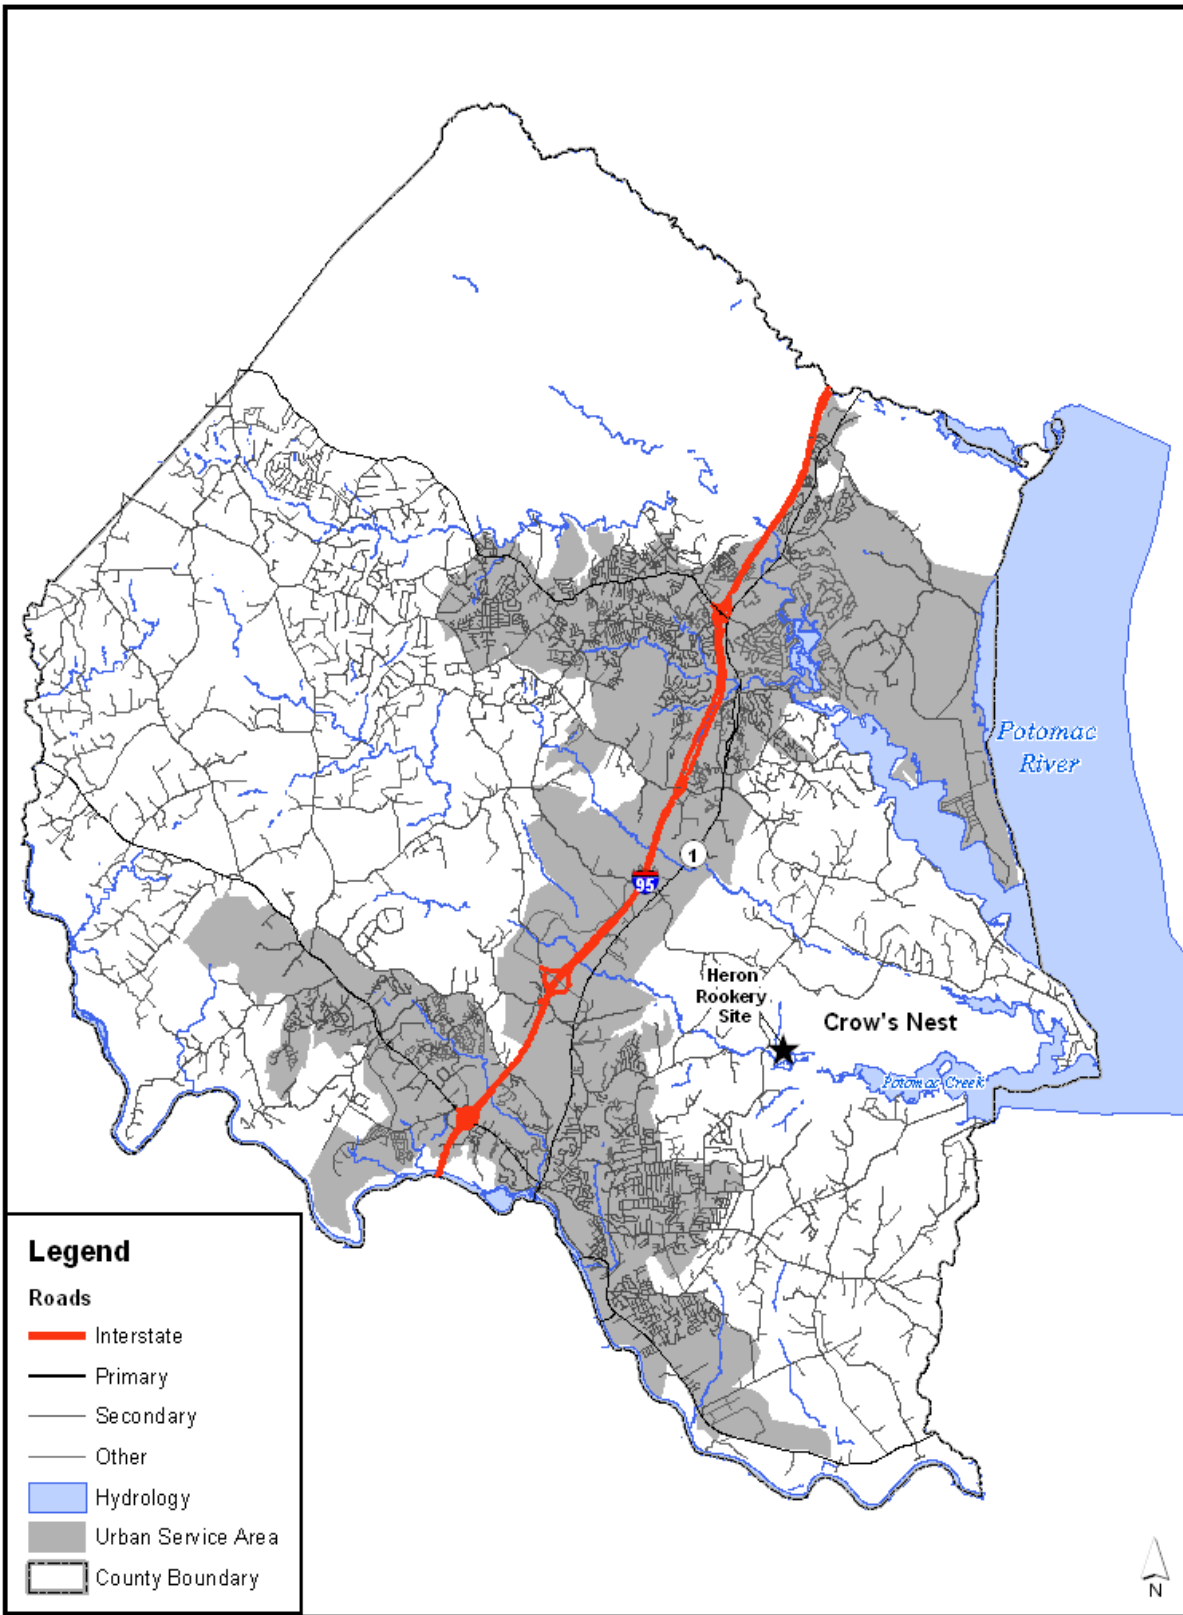 Potomac
River
1
95
Heron
Rookery
Site
Crow's Nest
Potomac Creek
Legend
Roads
Interstate
Primary
Secondary
Other
Hydrology
Urban Service Area
County Boundary
N